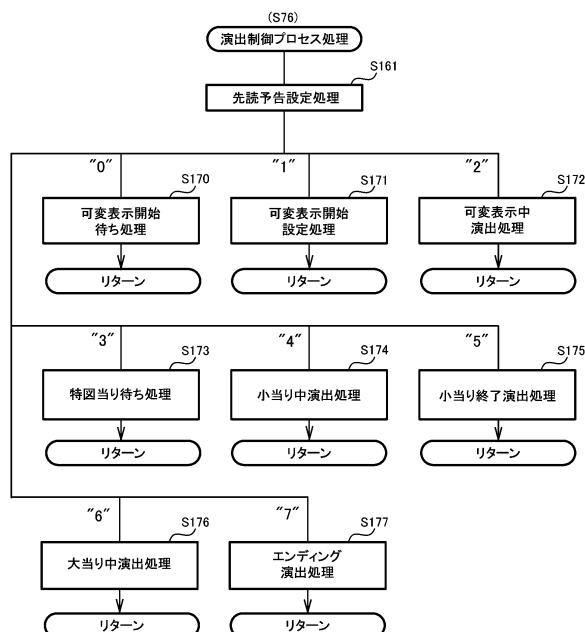 (S76)
演出制御プロセス処理
S161
先読予告設定処理
"0"
S170
可変表示開始
待ち処理
リターン
"1"
S171
可変表示開始
設定処理
リターン
"2"
S172
可変表示中
演出処理
リターン
"3"
S173
特図当り待ち処理
リターン
"4"
S174
小当り中演出処理
リターン
"5"
S175
小当り終了演出処理
リターン
"6"
S176
大当り中演出処理
リターン
"7"
S177
エンディング
演出処理
リターン